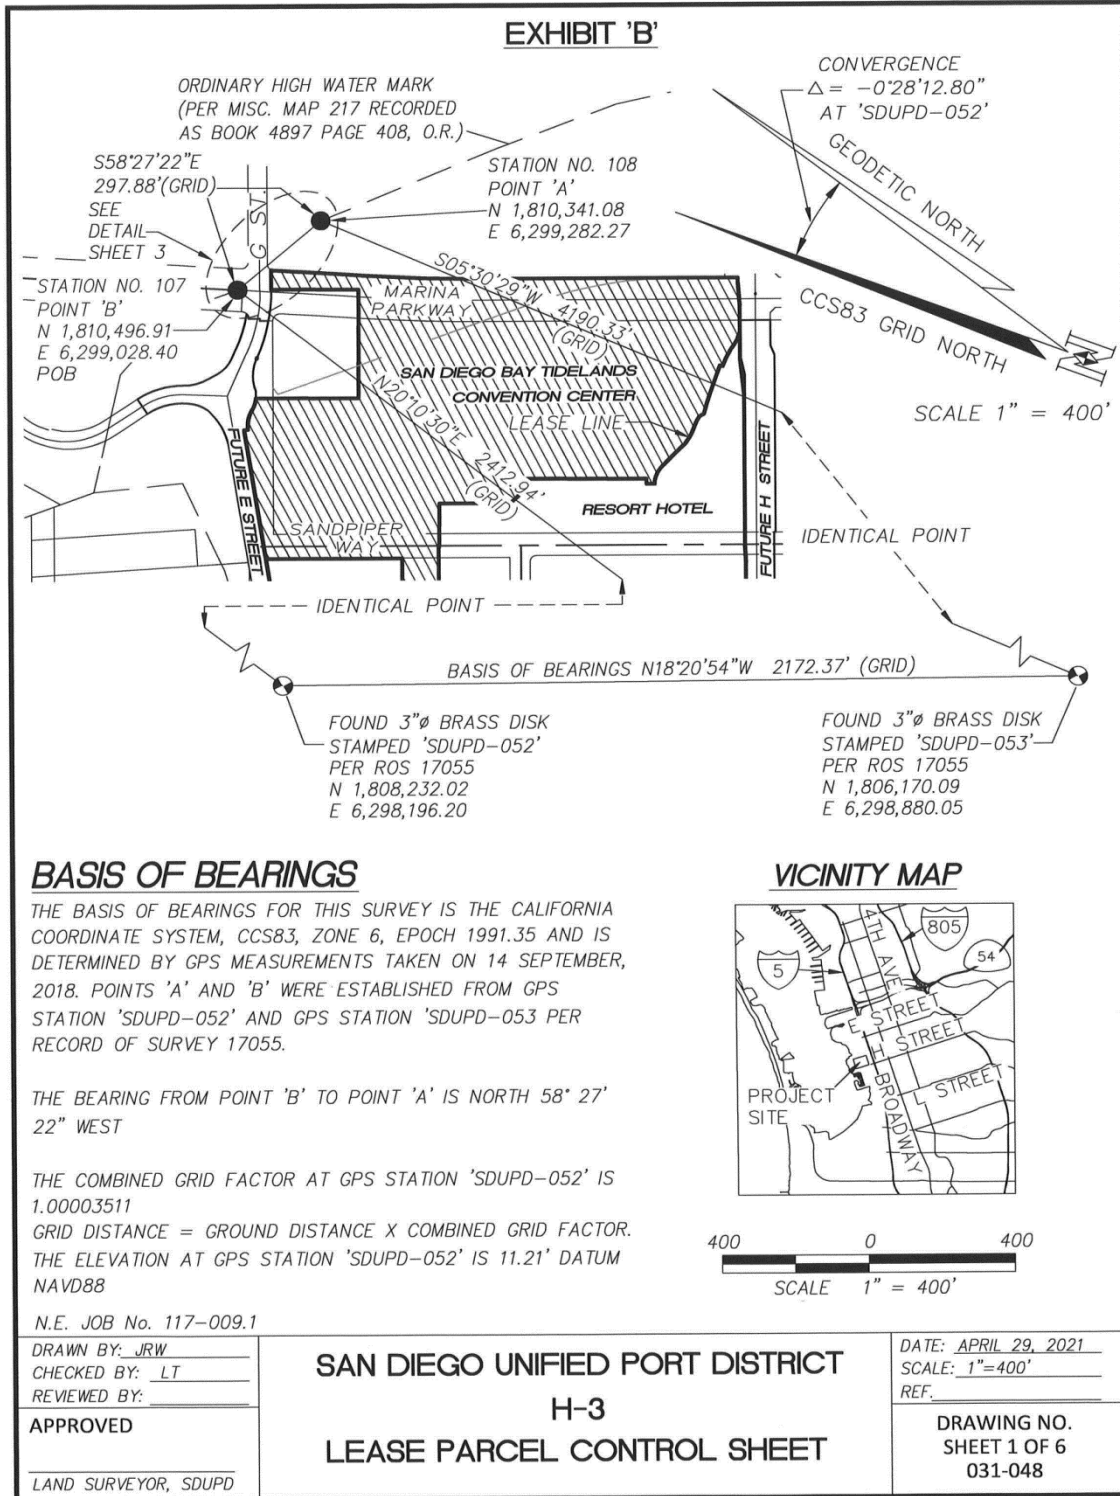 EXHIBIT 'B'
ORDINARY HIGH WATER MARK
(PER MISC. MAP 217 RECORDED
AS BOOK 4897 PAGE 408, O.R.)
CONVERGENCE
△= -0°28'12.80"
AT 'SDUPD-052'
GEODETIC NORTH
CCS83 GRID NORTH
N
SCALE 1" = 400'
S58°27'22"E
297.88'(GRID)
SEE
DETAIL
SHEET 3
G ST.
STATION NO. 108
POINT 'A'
N 1,810,341.08
E 6,299,282.27
STATION NO. 107
POINT 'B'
N 1,810,496.91
E 6,299,028.40
POB
S05°30'29"W 4190.33'
(GRID)
MARINA
PARKWAY
SAN DIEGO BAY TIDELANDS
CONVENTION CENTER
LEASE LINE
N20°10'30"E 2412.94'
(GRID)
FUTURE E STREET
SANDPIPER
WAY
RESORT HOTEL
FUTURE H STREET
IDENTICAL POINT
IDENTICAL POINT
BASIS OF BEARINGS N18°20'54"W 2172.37' (GRID)
FOUND 3"ø BRASS DISK
STAMPED 'SDUPD-052'
PER ROS 17055
N 1,808,232.02
E 6,298,196.20
FOUND 3"ø BRASS DISK
STAMPED 'SDUPD-053'
PER ROS 17055
N 1,806,170.09
E 6,298,880.05
BASIS OF BEARINGS
THE BASIS OF BEARINGS FOR THIS SURVEY IS THE CALIFORNIA
COORDINATE SYSTEM, CCS83, ZONE 6, EPOCH 1991.35 AND IS
DETERMINED BY GPS MEASUREMENTS TAKEN ON 14 SEPTEMBER,
2018. POINTS 'A' AND 'B' WERE ESTABLISHED FROM GPS
STATION 'SDUPD-052' AND GPS STATION 'SDUPD-053 PER
RECORD OF SURVEY 17055.
THE BEARING FROM POINT 'B' TO POINT 'A' IS NORTH 58° 27'
22" WEST
THE COMBINED GRID FACTOR AT GPS STATION 'SDUPD-052' IS
1.00003511
GRID DISTANCE = GROUND DISTANCE X COMBINED GRID FACTOR.
THE ELEVATION AT GPS STATION 'SDUPD-052' IS 11.21' DATUM
NAVD88
N.E. JOB No. 117-009.1
VICINITY MAP
5
4TH AVE
805
54
E STREET
H STREET
L STREET
BROADWAY
PROJECT
SITE
400 0 400
SCALE 1" = 400'
DRAWN BY: JRW
CHECKED BY: LT
REVIEWED BY:
APPROVED
LAND SURVEYOR, SDUPD
SAN DIEGO UNIFIED PORT DISTRICT
H-3
LEASE PARCEL CONTROL SHEET
DATE: APRIL 29, 2021
SCALE: 1"=400'
REF.
DRAWING NO.
SHEET 1 OF 6
031-048